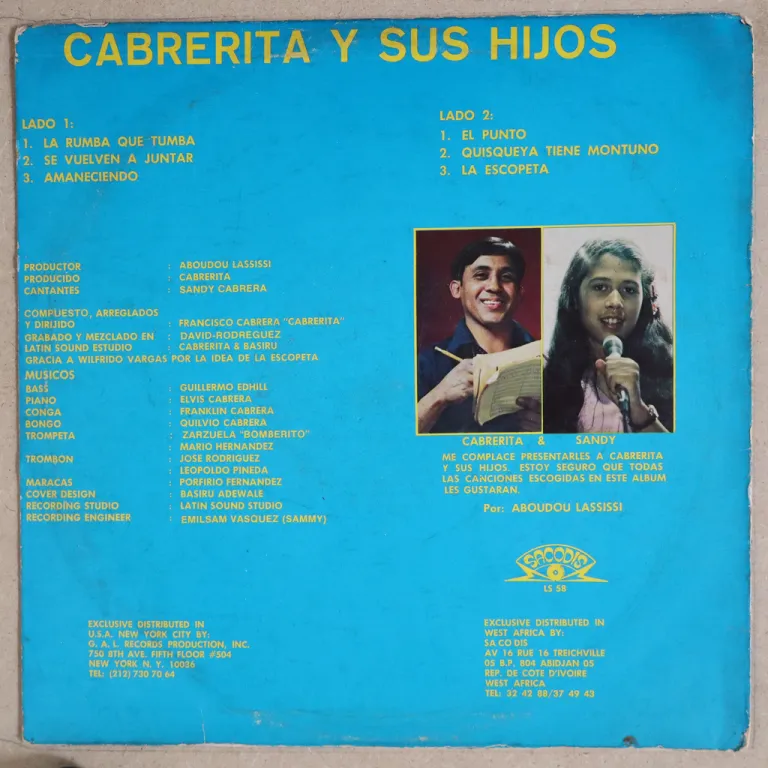 CABRERITA Y SUS HIJOS
LADO 1:
1. LA RUMBA QUE TUMBA
2. SE VUELVEN A JUNTAR
3. AMANECIENDO
LADO 2:
1. EL PUNTO
2. QUISQUEYA TIENE MONTUNO
3. LA ESCOPETA
PRODUCTOR : ABOUDOU LASSISSI
PRODUCIDO : CABRERITA
CANTANTES : SANDY CABRERA
COMPUESTO, ARREGLADOS
Y DIRIJIDO : FRANCISCO CABRERA "CABRERITA"
GRABADO Y MEZCLADO EN : DAVID-RODREGUEZ
LATIN SOUND ESTUDIO : CABRERITA & BASIRU
GRACIA A WILFRIDO VARGAS POR LA IDEA DE LA ESCOPETA
MUSICOS
BASS : GUILLERMO EDHILL
PIANO : ELVIS CABRERA
CONGA : FRANKLIN CABRERA
BONGO : QUILVIO CABRERA
TROMPETA : ZARZUELA "BOMBERITO"
: MARIO HERNANDEZ
TROMBON : JOSE RODRIGUEZ
: LEOPOLDO PINEDA
MARACAS : PORFIRIO FERNANDEZ
COVER DESIGN : BASIRU ADEWALE
RECORDING STUDIO : LATIN SOUND STUDIO
RECORDING ENGINEER : EMILSAM VASQUEZ (SAMMY)
CABRERITA & SANDY
ME COMPLACE PRESENTARLES A CABRERITA
Y SUS HIJOS. ESTOY SEGURO QUE TODAS
LAS CANCIONES ESCOGIDAS EN ESTE ALBUM
LES GUSTARAN.
Por: ABOUDOU LASSISSI
SACODIS
LS 58
EXCLUSIVE DISTRIBUTED IN
U.S.A. NEW YORK CITY BY:
G. A. L. RECORDS PRODUCTION, INC.
750 8TH AVE. FIFTH FLOOR #504
NEW YORK N. Y. 10036
TEL: (212) 730 70 64
EXCLUSIVE DISTRIBUTED IN
WEST AFRICA BY:
SA CO DIS
AV 16 RUE 16 TREICHVILLE
05 B.P. 804 ABIDJAN 05
REP. DE COTE D'IVOIRE
WEST AFRICA
TEL: 32 42 88/37 49 43